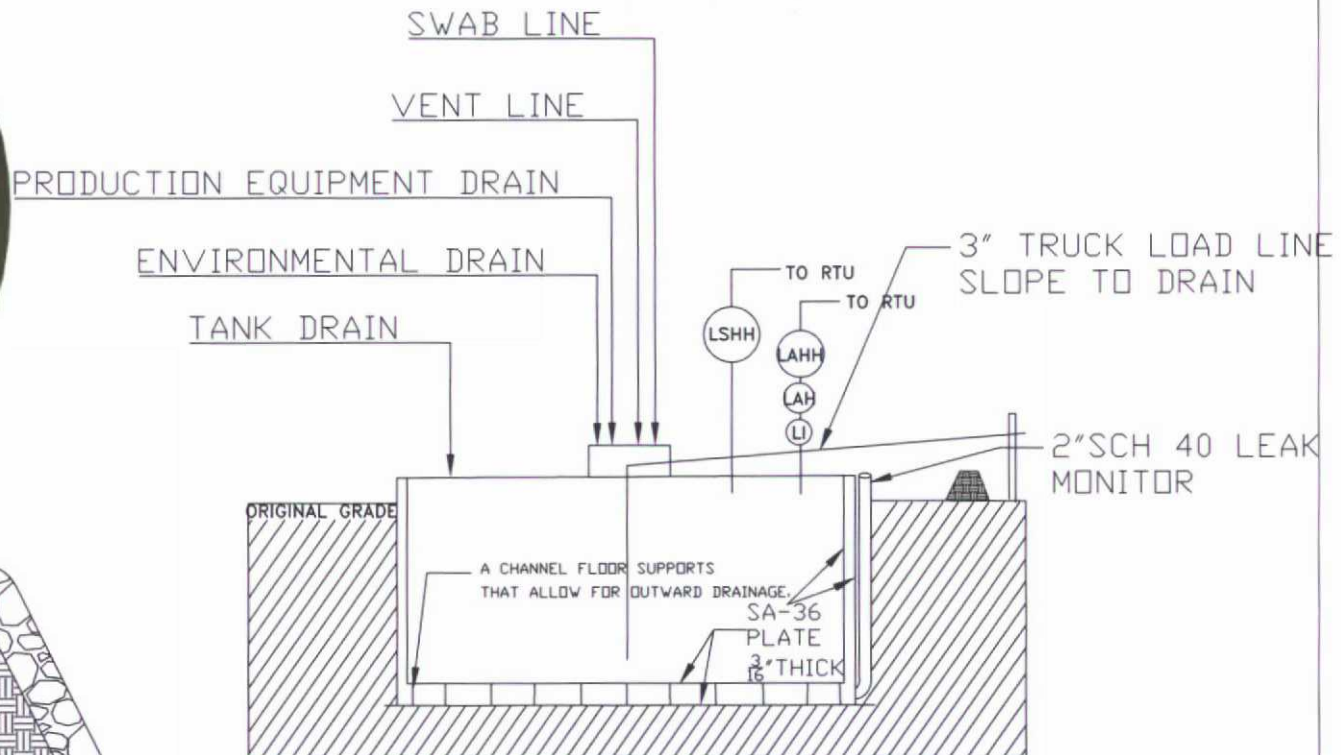 SWAB LINE
VENT LINE
PRODUCTION EQUIPMENT DRAIN
ENVIRONMENTAL DRAIN
TANK DRAIN
TO RTU
TO RTU
3" TRUCK LOAD LINE
SLOPE TO DRAIN
LSHH
LAHH
LAH
LI
2"SCH 40 LEAK
MONITOR
ORIGINAL GRADE
A CHANNEL FLOOR SUPPORTS
THAT ALLOW FOR OUTWARD DRAINAGE.
SA-36
PLATE
3/16"THICK